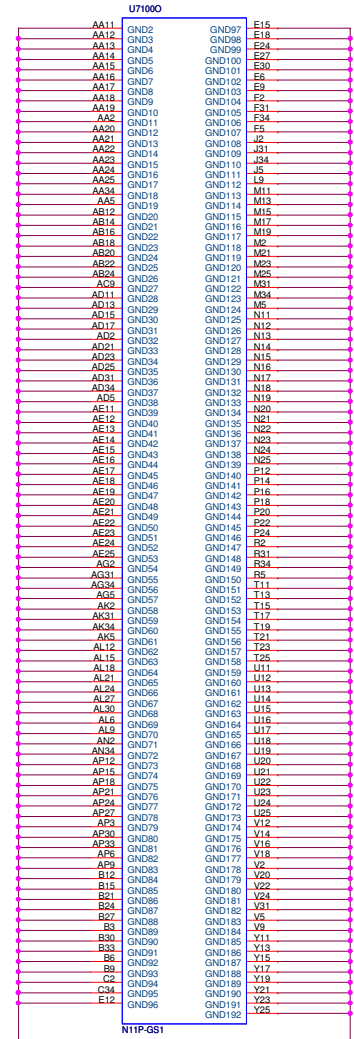 U7100O
AA11 GND2 GND97 E15
AA12 GND3 GND98 E18
AA13 GND4 GND99 E24
AA14 GND5 GND100 E27
AA15 GND6 GND101 E30
AA16 GND7 GND102 E6
AA17 GND8 GND103 E9
AA18 GND9 GND104 F2
AA19 GND10 GND105 F31
AA2 GND11 GND106 F34
AA20 GND12 GND107 F5
AA21 GND13 GND108 J2
AA22 GND14 GND109 J31
AA23 GND15 GND110 J34
AA24 GND16 GND111 J5
AA25 GND17 GND112 L9
AA34 GND18 GND113 M11
AA5 GND19 GND114 M13
AB12 GND20 GND115 M15
AB14 GND21 GND116 M17
AB16 GND22 GND117 M19
AB18 GND23 GND118 M2
AB20 GND24 GND119 M21
AB22 GND25 GND120 M23
AB24 GND26 GND121 M25
AC9 GND27 GND122 M31
AD11 GND28 GND123 M34
AD13 GND29 GND124 M5
AD15 GND30 GND125 N11
AD17 GND31 GND126 N12
AD2 GND32 GND127 N13
AD21 GND33 GND128 N14
AD23 GND34 GND129 N15
AD25 GND35 GND130 N16
AD31 GND36 GND131 N17
AD34 GND37 GND132 N18
AD5 GND38 GND133 N19
AE11 GND39 GND134 N20
AE12 GND40 GND135 N21
AE13 GND41 GND136 N22
AE14 GND42 GND137 N23
AE15 GND43 GND138 N24
AE16 GND44 GND139 N25
AE17 GND45 GND140 P12
AE18 GND46 GND141 P14
AE19 GND47 GND142 P16
AE20 GND48 GND143 P18
AE21 GND49 GND144 P20
AE22 GND50 GND145 P22
AE23 GND51 GND146 P24
AE24 GND52 GND147 R2
AE25 GND53 GND148 R31
AG2 GND54 GND149 R34
AG31 GND55 GND150 R5
AG34 GND56 GND151 T11
AG5 GND57 GND152 T13
AK2 GND58 GND153 T15
AK31 GND59 GND154 T17
AK34 GND60 GND155 T19
AK5 GND61 GND156 T21
AL12 GND62 GND157 T23
AL15 GND63 GND158 T25
AL18 GND64 GND159 U11
AL21 GND65 GND160 U12
AL24 GND66 GND161 U13
AL27 GND67 GND162 U14
AL30 GND68 GND163 U15
AL6 GND69 GND164 U16
AL9 GND70 GND165 U17
AN2 GND71 GND166 U18
AN34 GND72 GND167 U19
AP12 GND73 GND168 U20
AP15 GND74 GND169 U21
AP18 GND75 GND170 U22
AP21 GND76 GND171 U23
AP24 GND77 GND172 U24
AP27 GND78 GND173 U25
AP3 GND79 GND174 V12
AP30 GND80 GND175 V14
AP33 GND81 GND176 V16
AP6 GND82 GND177 V18
AP9 GND83 GND178 V2
B12 GND84 GND179 V20
B15 GND85 GND180 V22
B21 GND86 GND181 V24
B24 GND87 GND182 V31
B27 GND88 GND183 V5
B3 GND89 GND184 V9
B30 GND90 GND185 Y11
B33 GND91 GND186 Y13
B6 GND92 GND187 Y15
B9 GND93 GND188 Y17
C2 GND94 GND189 Y19
C34 GND95 GND190 Y21
E12 GND96 GND191 Y23
GND192 Y25
N11P-GS1